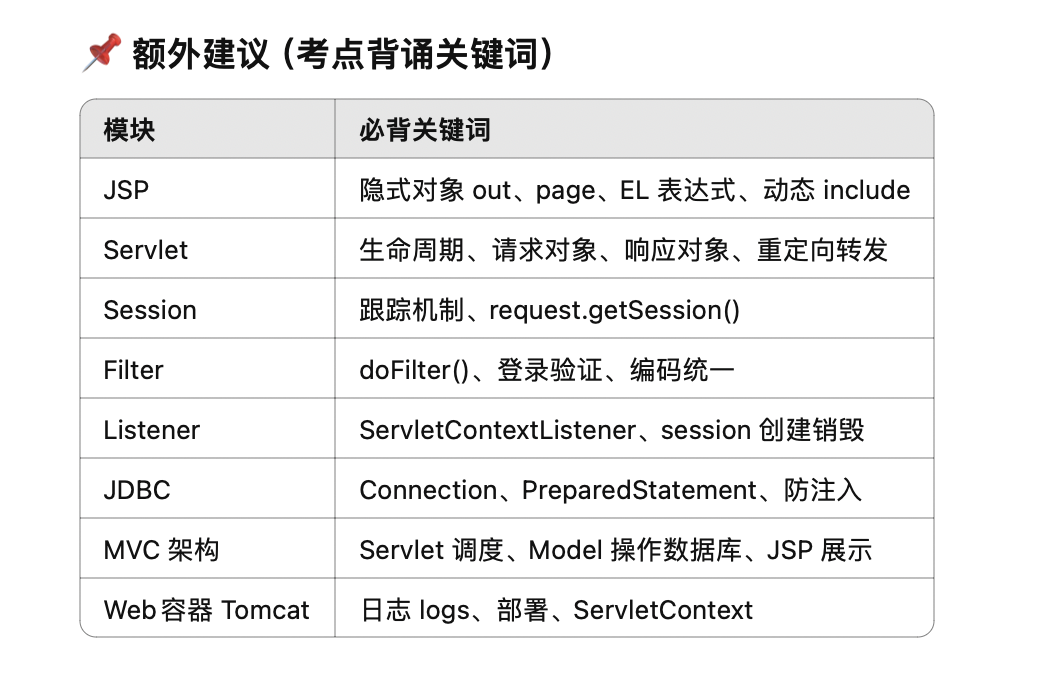 📌 额外建议（考点背诵关键词）
模块 必背关键词
JSP 隐式对象 out、page、EL 表达式、动态 include
Servlet 生命周期、请求对象、响应对象、重定向转发
Session 跟踪机制、request.getSession()
Filter doFilter()、登录验证、编码统一
Listener ServletContextListener、session 创建销毁
JDBC Connection、PreparedStatement、防注入
MVC 架构 Servlet 调度、Model 操作数据库、JSP 展示
Web容器 Tomcat 日志 logs、部署、ServletContext